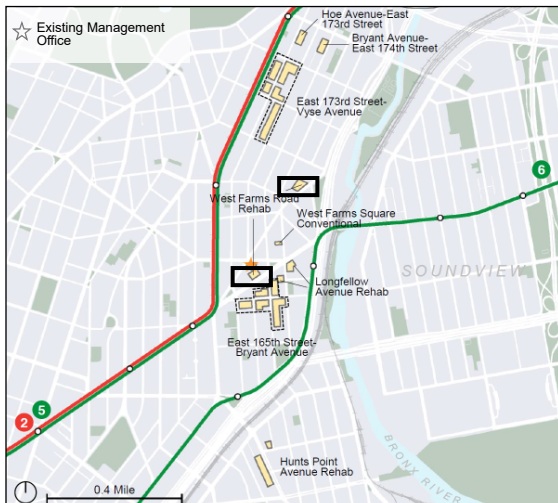 Existing Management
Office
Hoe Avenue-East
173rd Street
Bryant Avenue-
East 174th Street
East 173rd Street-
Vyse Avenue
6
West Farms Road
Rehab
West Farms Square
Conventional
SOUNDVIEW
Longfellow
Avenue Rehab
East 165th Street-
Bryant Avenue
5
2
Hunts Point
Avenue Rehab
BRONX RIVER
0.4 Mile